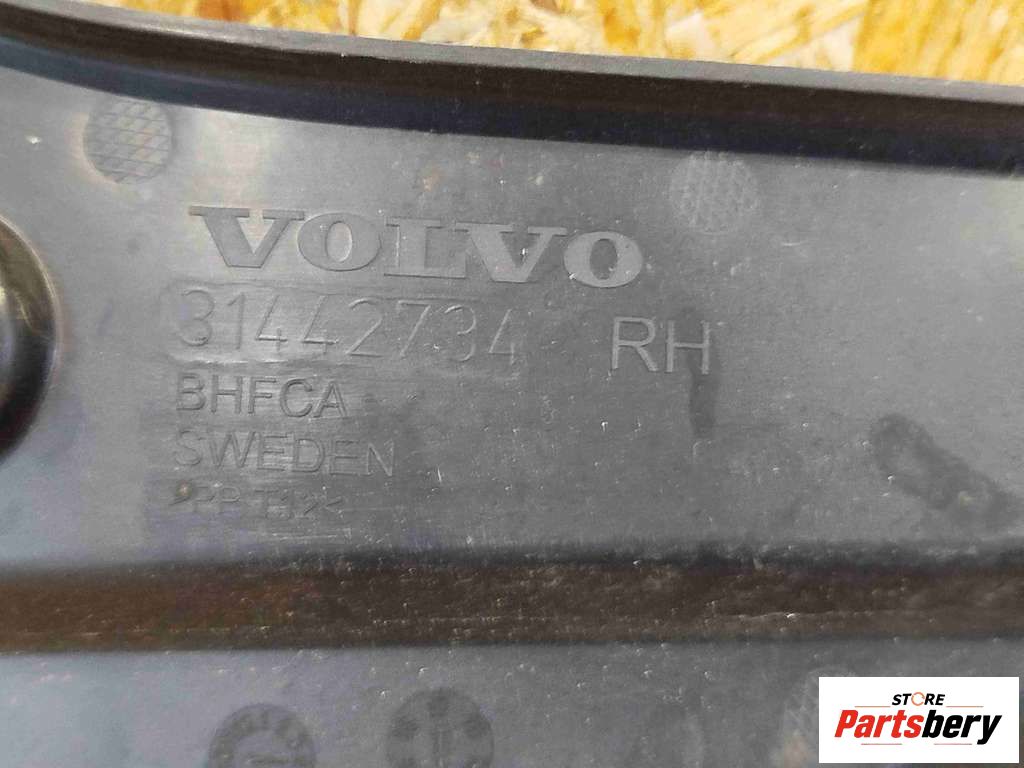 VOLVO
31442734 RH
BHFCA
SWEDEN
STORE
Partsbery